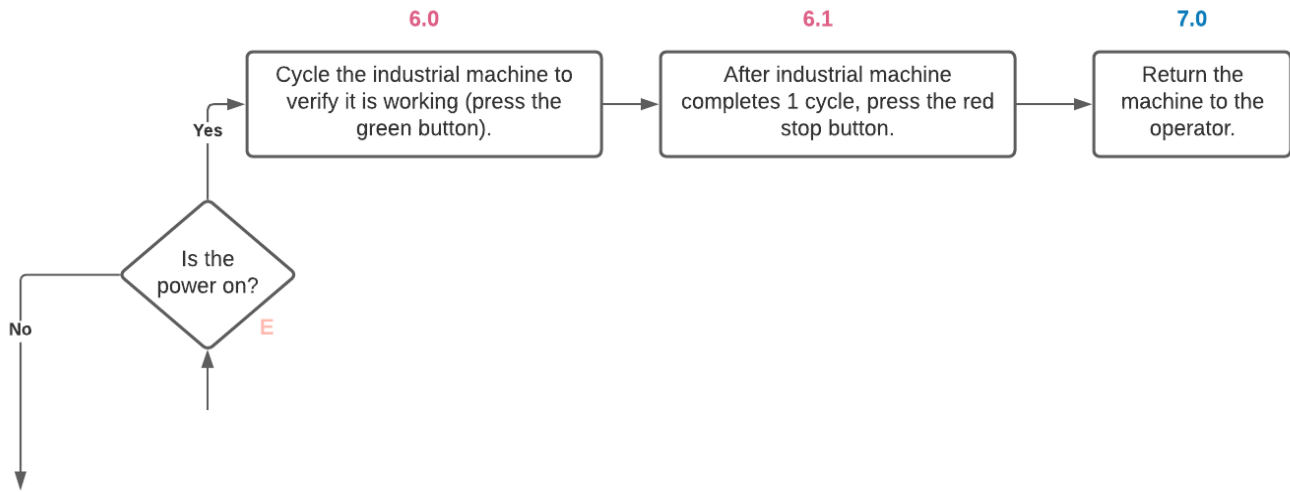 6.0
6.1
7.0
Cycle the industrial machine to
verify it is working (press the
green button).
After industrial machine
completes 1 cycle, press the red
stop button.
Return the
machine to the
operator.
Yes
Is the
power on?
E
No